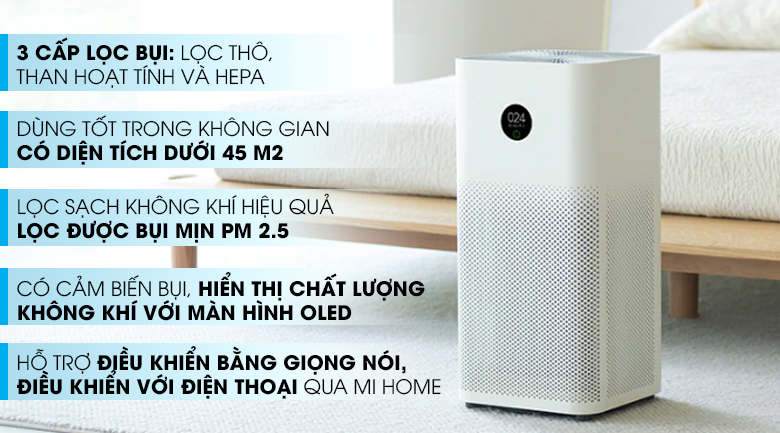 3 CẤP LỌC BỤI: LỌC THÔ,
THAN HOẠT TÍNH VÀ HEPA
DÙNG TỐT TRONG KHÔNG GIAN
CÓ DIỆN TÍCH DƯỚI 45 M2
LỌC SẠCH KHÔNG KHÍ HIỆU QUẢ
LỌC ĐƯỢC BỤI MỊN PM 2.5
CÓ CẢM BIẾN BỤI, HIỂN THỊ CHẤT LƯỢNG
KHÔNG KHÍ VỚI MÀN HÌNH OLED
HỖ TRỢ ĐIỀU KHIỂN BẰNG GIỌNG NÓI,
ĐIỀU KHIỂN VỚI ĐIỆN THOẠI QUA MI HOME
024